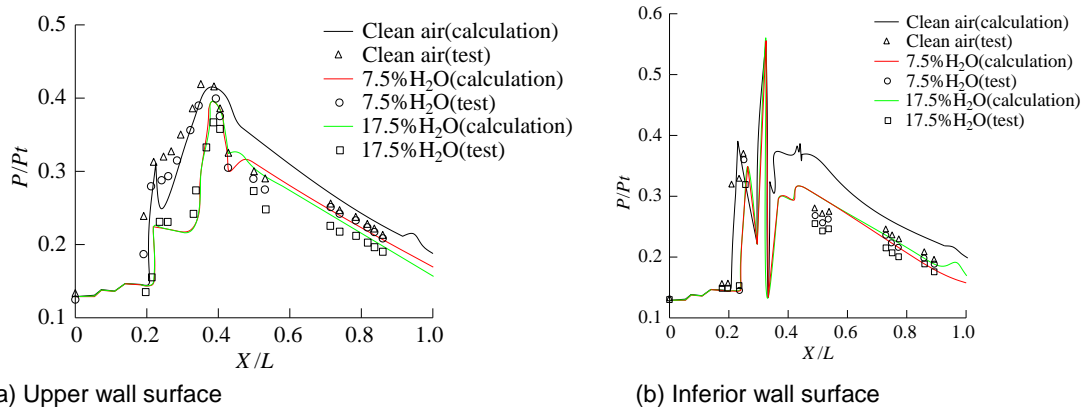 0.5
0.4
0.3
0.2
0.1
P/Pt
0 0.2 0.4 0.6 0.8 1.0
X/L
Clean air(calculation)
Clean air(test)
7.5%H₂O(calculation)
7.5%H₂O(test)
17.5%H₂O(calculation)
17.5%H₂O(test)
a) Upper wall surface
0.6
0.5
0.4
0.3
0.2
0.1
P/Pt
0 0.2 0.4 0.6 0.8 1.0
X/L
Clean air(calculation)
Clean air(test)
7.5%H₂O(calculation)
7.5%H₂O(test)
17.5%H₂O(calculation)
17.5%H₂O(test)
(b) Inferior wall surface